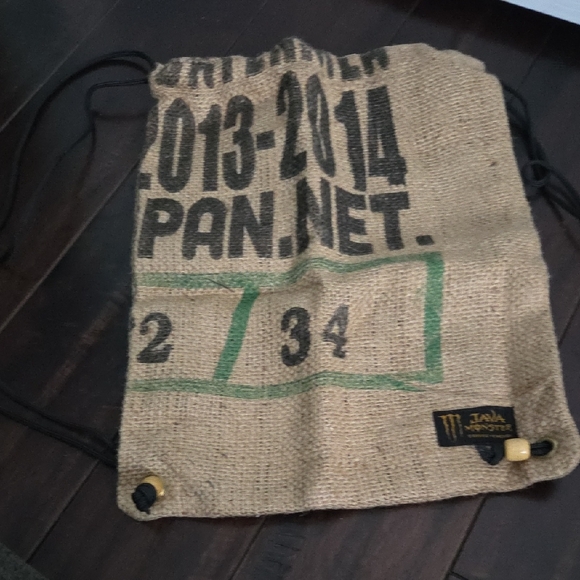 2013-2014
PAN.NET.
2 34
JAVA
MONSTER